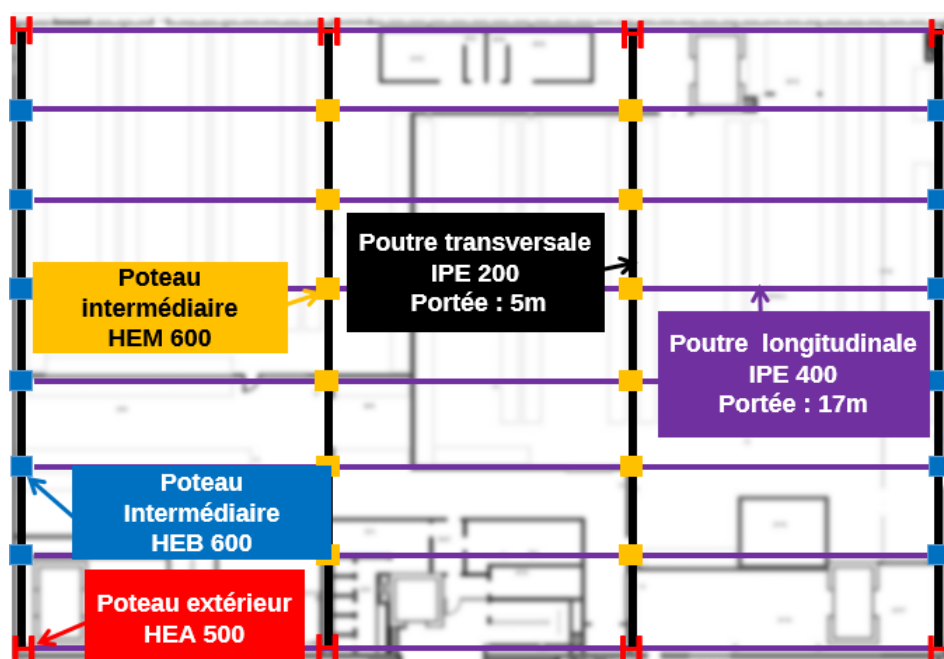 Poutre transversale
IPE 200
Portée : 5m
Poteau
intermédiaire
HEM 600
Poutre longitudinale
IPE 400
Portée : 17m
Poteau
Intermédiaire
HEB 600
Poteau extérieur
HEA 500